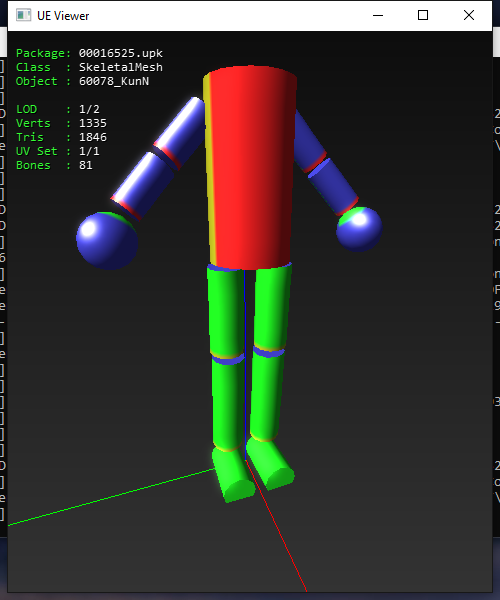 UE Viewer
Package: 00016525.upk
Class  : SkeletalMesh
Object : 60078_KunN
LOD    : 1/2
Verts  : 1335
Tris   : 1846
UV Set : 1/1
Bones  : 81